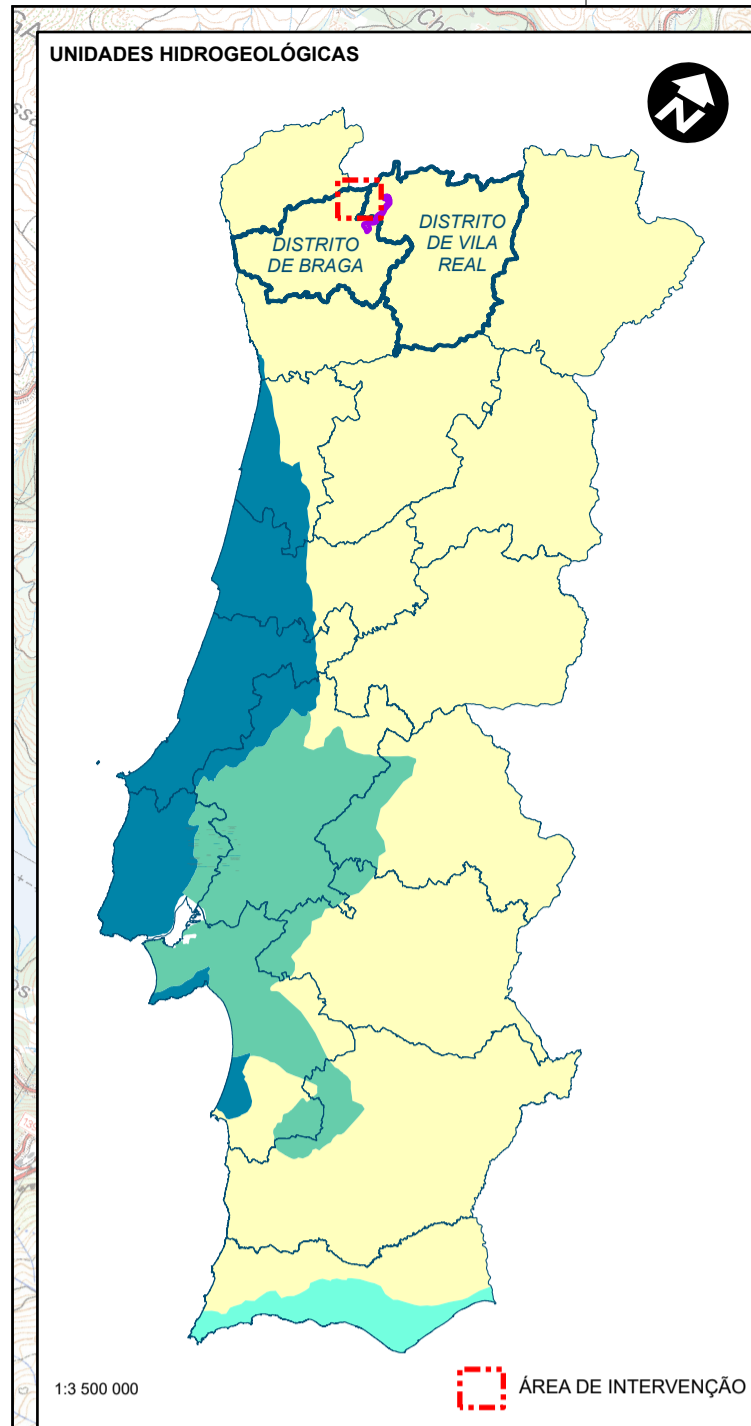 UNIDADES HIDROGEOLÓGICAS
N
DISTRITO
DE BRAGA
DISTRITO
DE VILA
REAL
1:3 500 000
ÁREA DE INTERVENÇÃO